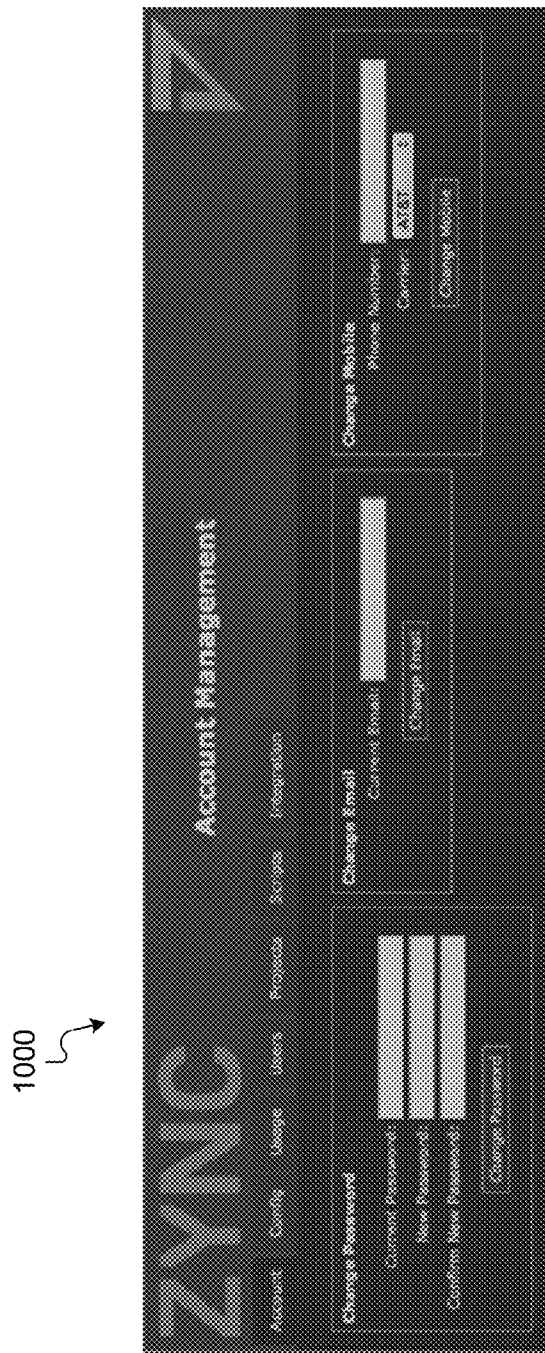 1000
ZYNC
Account Management
Account Config Usage Users Projects Scripts Integration
Change Password
Current Password:
New Password:
Confirm New Password:
Change Password
Change Email
Current Email:
Change Email
Change Mobile
Phone Number:
Carrier: AT&T
Change Mobile